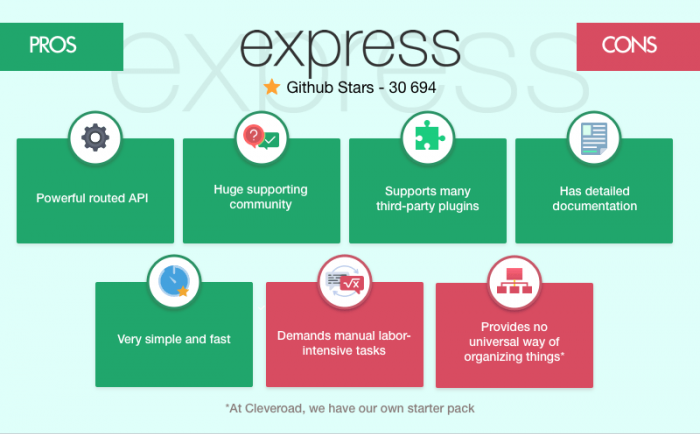 PROS
express
CONS
express
Github Stars - 30 694
Powerful routed API
Huge supporting
community
Supports many
third-party plugins
Has detailed
documentation
Very simple and fast
Demands manual labor-
intensive tasks
Provides no
universal way of
organizing things*
*At Cleveroad, we have our own starter pack